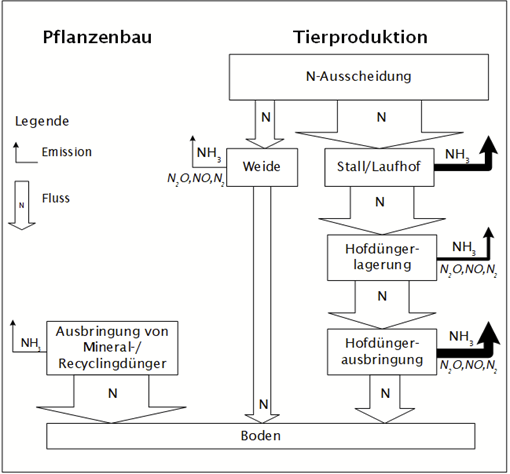 Pflanzenbau
Tierproduktion
N-Ausscheidung
Legende
Emission
N
Fluss
N
N
NH₃
N₂O,NO,N₂
Weide
Stall/Laufhof
NH₃
N
Hofdünger-
lagerung
NH₃
N₂O,NO,N₂
N
NH₃
Ausbringung von
Mineral-/
Recyclingdünger
Hofdünger-
ausbringung
NH₃
N₂O,NO,N₂
N
N
N
Boden